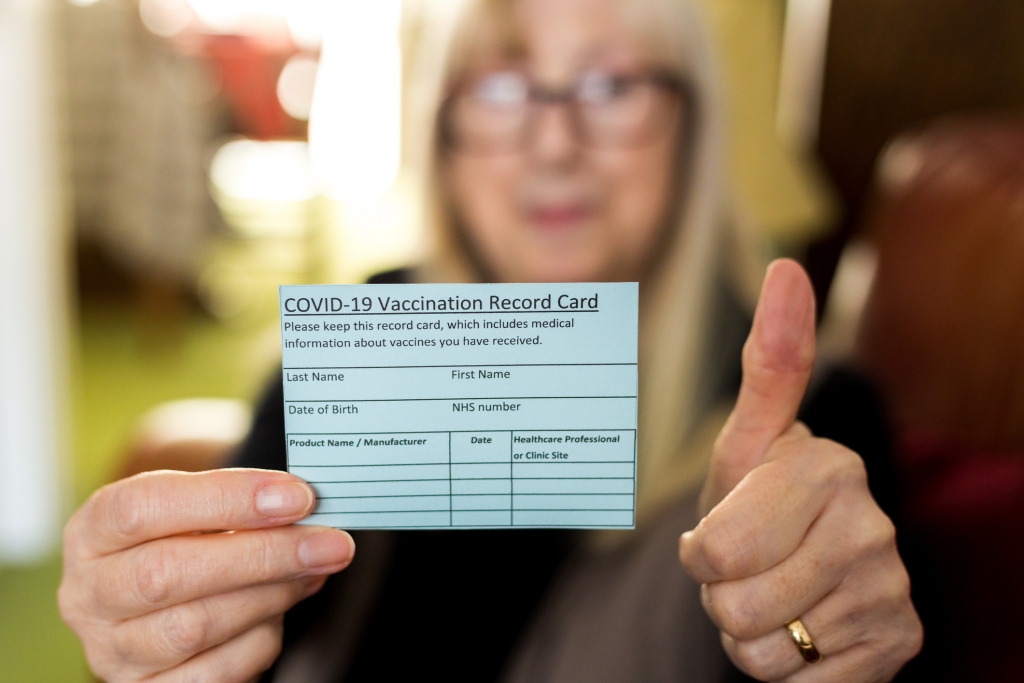 COVID-19 Vaccination Record Card
Please keep this record card, which includes medical
information about vaccines you have received.
Last Name First Name
Date of Birth NHS number
Product Name / Manufacturer Date Healthcare Professional
or Clinic Site